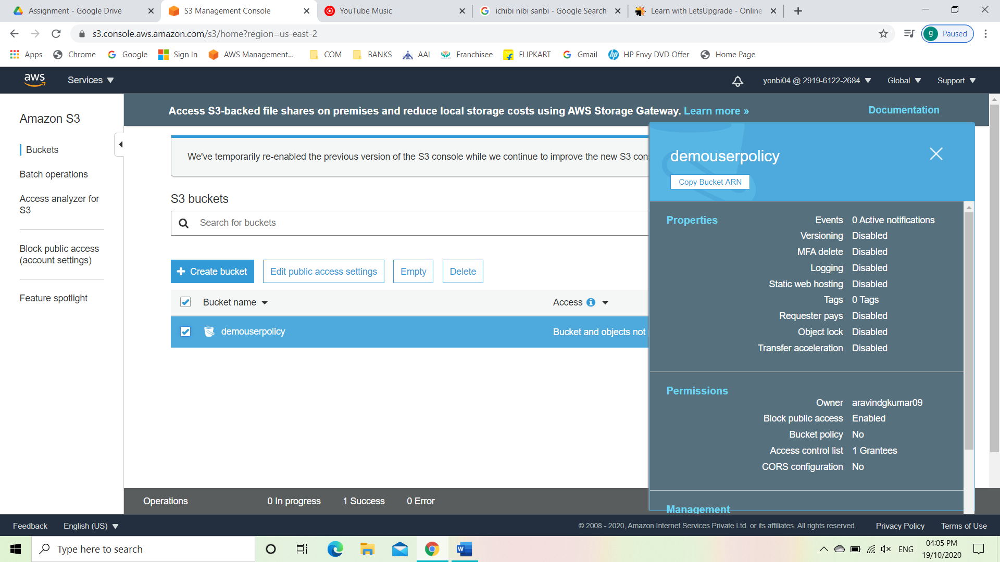 Assignment - Google Drive
S3 Management Console
YouTube Music
ichibi nibi sanbi - Google Search
Learn with LetsUpgrade - Online
s3.console.aws.amazon.com/s3/home?region=us-east-2
g Paused
Apps
Chrome
Google
Sign In
AWS Management...
COM
BANKS
AAI
Franchisee
FLIPKART
Gmail
HP Envy DVD Offer
Home Page
aws
Services
yonbi04 @ 2919-6122-2684
Global
Support
Amazon S3
Buckets
Batch operations
Access analyzer for
S3
Block public access
(account settings)
Feature spotlight
Access S3-backed file shares on premises and reduce local storage costs using AWS Storage Gateway. Learn more »
Documentation
We've temporarily re-enabled the previous version of the S3 console while we continue to improve the new S3 con
S3 buckets
Search for buckets
Create bucket
Edit public access settings
Empty
Delete
Bucket name
Access
demouserpolicy
Bucket and objects not
demouserpolicy
Copy Bucket ARN
Properties
Events 0 Active notifications
Versioning Disabled
MFA delete Disabled
Logging Disabled
Static web hosting Disabled
Tags 0 Tags
Requester pays Disabled
Object lock Disabled
Transfer acceleration Disabled
Permissions
Owner aravindgkumar09
Block public access Enabled
Bucket policy No
Access control list 1 Grantees
CORS configuration No
Management
Operations
0 In progress
1 Success
0 Error
Feedback
English (US)
© 2008 - 2020, Amazon Internet Services Private Ltd. or its affiliates. All rights reserved.
Privacy Policy
Terms of Use
Type here to search
ENG
04:05 PM
19/10/2020